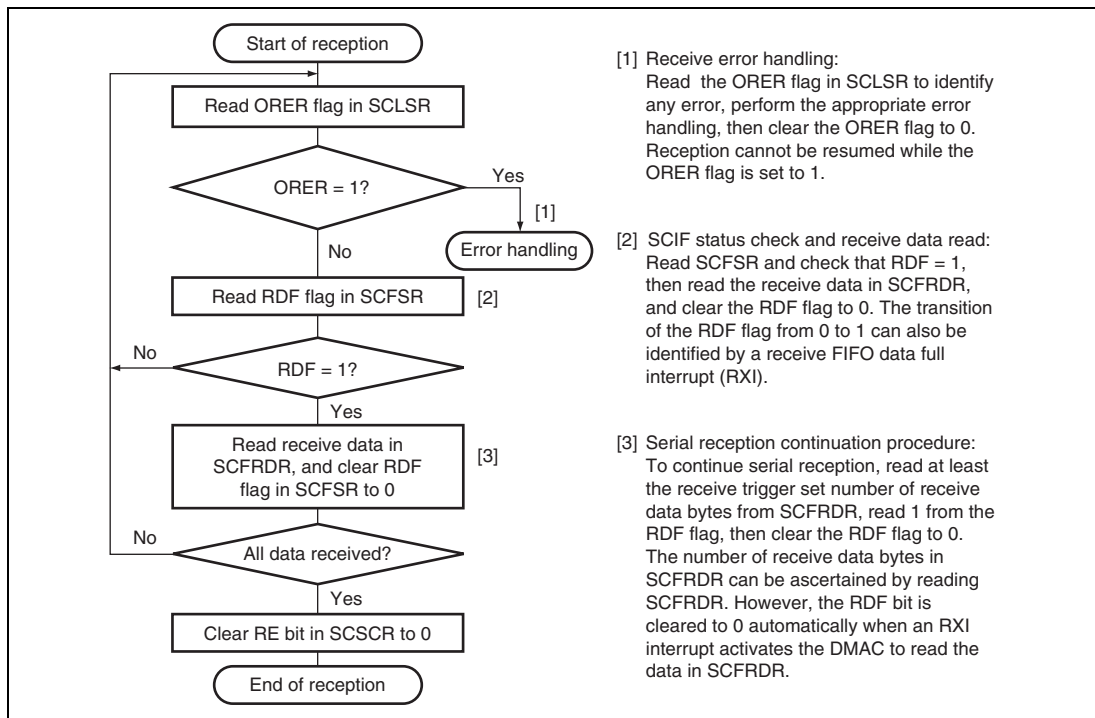 Start of reception
Read ORER flag in SCLSR
ORER = 1?
Yes
[1]
Error handling
No
Read RDF flag in SCFSR
[2]
No
RDF = 1?
Yes
Read receive data in
SCFRDR, and clear RDF
flag in SCFSR to 0
[3]
No
All data received?
Yes
Clear RE bit in SCSCR to 0
End of reception
[1] Receive error handling:
Read the ORER flag in SCLSR to identify
any error, perform the appropriate error
handling, then clear the ORER flag to 0.
Reception cannot be resumed while the
ORER flag is set to 1.
[2] SCIF status check and receive data read:
Read SCFSR and check that RDF = 1,
then read the receive data in SCFRDR,
and clear the RDF flag to 0. The transition
of the RDF flag from 0 to 1 can also be
identified by a receive FIFO data full
interrupt (RXI).
[3] Serial reception continuation procedure:
To continue serial reception, read at least
the receive trigger set number of receive
data bytes from SCFRDR, read 1 from the
RDF flag, then clear the RDF flag to 0.
The number of receive data bytes in
SCFRDR can be ascertained by reading
SCFRDR. However, the RDF bit is
cleared to 0 automatically when an RXI
interrupt activates the DMAC to read the
data in SCFRDR.